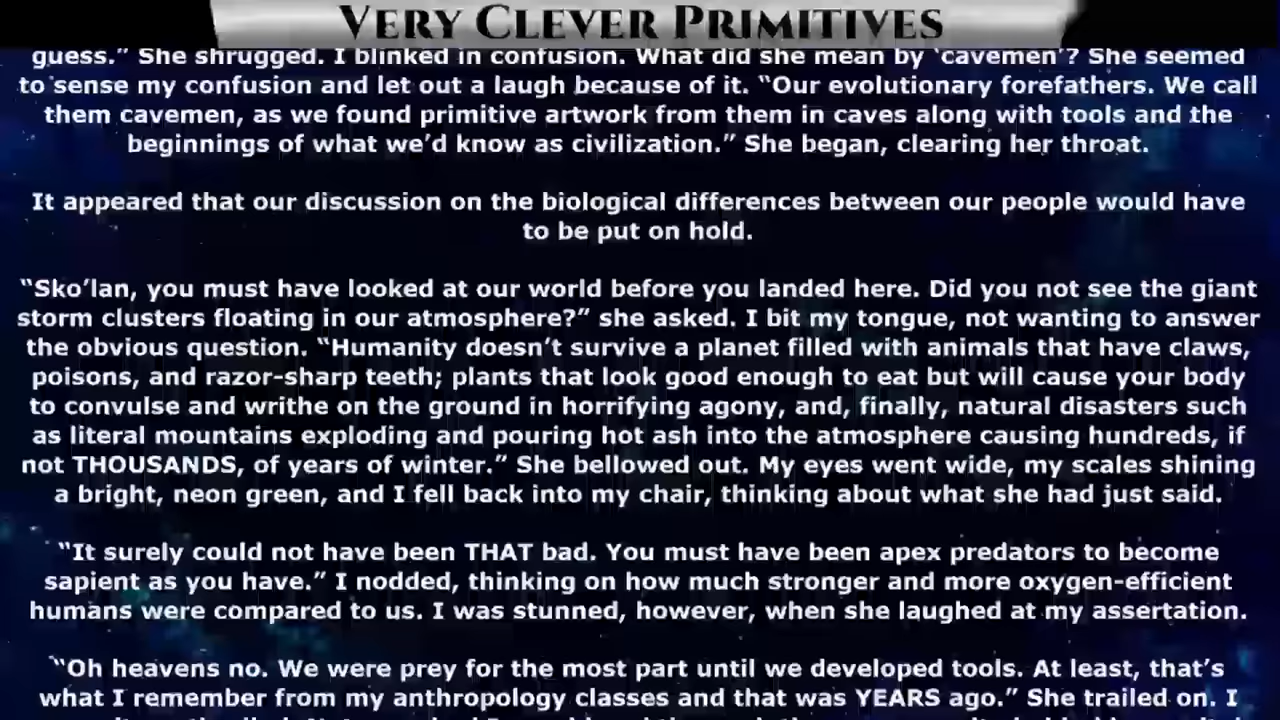 Very Clever Primitives
guess.” She shrugged. I blinked in confusion. What did she mean by ‘cavemen’? She seemed
to sense my confusion and let out a laugh because of it. “Our evolutionary forefathers. We call
them cavemen, as we found primitive artwork from them in caves along with tools and the
beginnings of what we’d know as civilization.” She began, clearing her throat.
It appeared that our discussion on the biological differences between our people would have
to be put on hold.
“Sko’lan, you must have looked at our world before you landed here. Did you not see the giant
storm clusters floating in our atmosphere?” she asked. I bit my tongue, not wanting to answer
the obvious question. “Humanity doesn’t survive a planet filled with animals that have claws,
poisons, and razor-sharp teeth; plants that look good enough to eat but will cause your body
to convulse and writhe on the ground in horrifying agony, and, finally, natural disasters such
as literal mountains exploding and pouring hot ash into the atmosphere causing hundreds, if
not THOUSANDS, of years of winter.” She bellowed out. My eyes went wide, my scales shining
a bright, neon green, and I fell back into my chair, thinking about what she had just said.
“It surely could not have been THAT bad. You must have been apex predators to become
sapient as you have.” I nodded, thinking on how much stronger and more oxygen-efficient
humans were compared to us. I was stunned, however, when she laughed at my assertation.
“Oh heavens no. We were prey for the most part until we developed tools. At least, that’s
what I remember from my anthropology classes and that was YEARS ago.” She trailed on. I